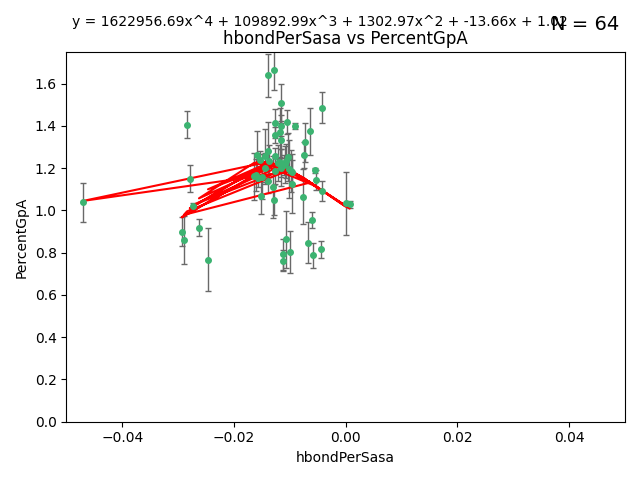 y = 1622956.69x^4 + 109892.99x^3 + 1302.97x^2 + -13.66x + 1.02
N = 64
hbondPerSasa vs PercentGpA
1.6
1.4
1.2
1.0
0.8
0.6
0.4
0.2
0.0
PercentGpA
−0.04 −0.02 0.00 0.02 0.04
hbondPerSasa